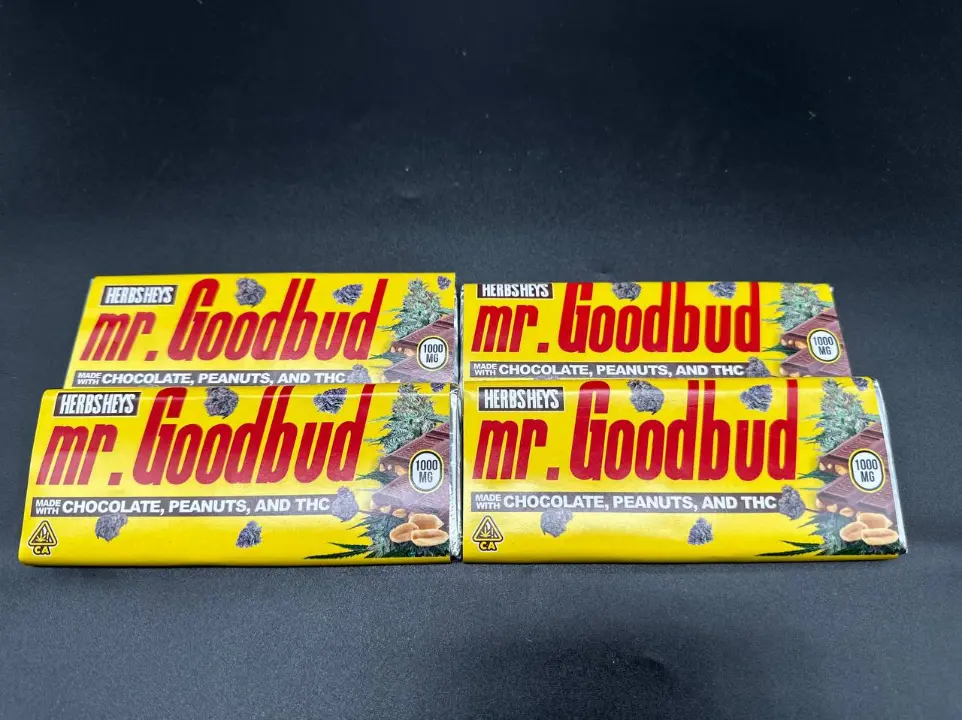 HERBSHEYS
mr. Goodbud
1000 MG
MADE WITH CHOCOLATE, PEANUTS, AND THC
HERBSHEYS
mr. Goodbud
1000 MG
MADE WITH CHOCOLATE, PEANUTS, AND THC
HERBSHEYS
mr. Goodbud
1000 MG
MADE WITH CHOCOLATE, PEANUTS, AND THC
CA
HERBSHEYS
mr. Goodbud
1000 MG
MADE WITH CHOCOLATE, PEANUTS, AND THC
CA